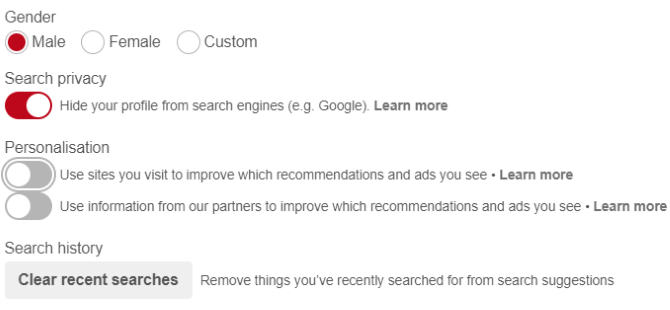 Gender
Male Female Custom
Search privacy
Hide your profile from search engines (e.g. Google). Learn more
Personalisation
Use sites you visit to improve which recommendations and ads you see • Learn more
Use information from our partners to improve which recommendations and ads you see • Learn more
Search history
Clear recent searches Remove things you've recently searched for from search suggestions